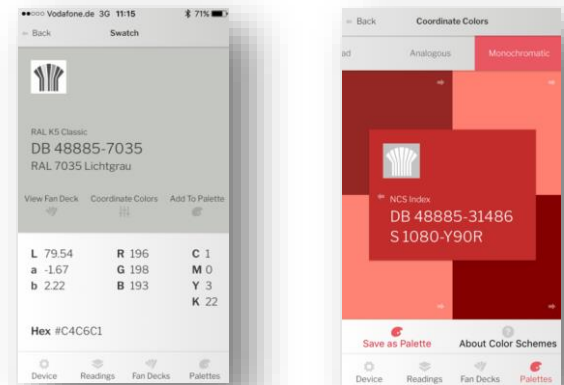 Vodafone.de 3G 11:15 71%
Back Swatch
RAL K5 Classic
DB 48885-7035
RAL 7035 Lichtgrau
View Fan Deck Coordinate Colors Add To Palette
L 79.54 R 196 C 1
a -1.67 G 198 M 0
b 2.22 B 193 Y 3
K 22
Hex #C4C6C1
Device Readings Fan Decks Palettes
Back Coordinate Colors
ad Analogous Monochromatic
NCS Index
DB 48885-31486
S 1080-Y90R
Save as Palette About Color Schemes
Device Readings Fan Decks Palettes